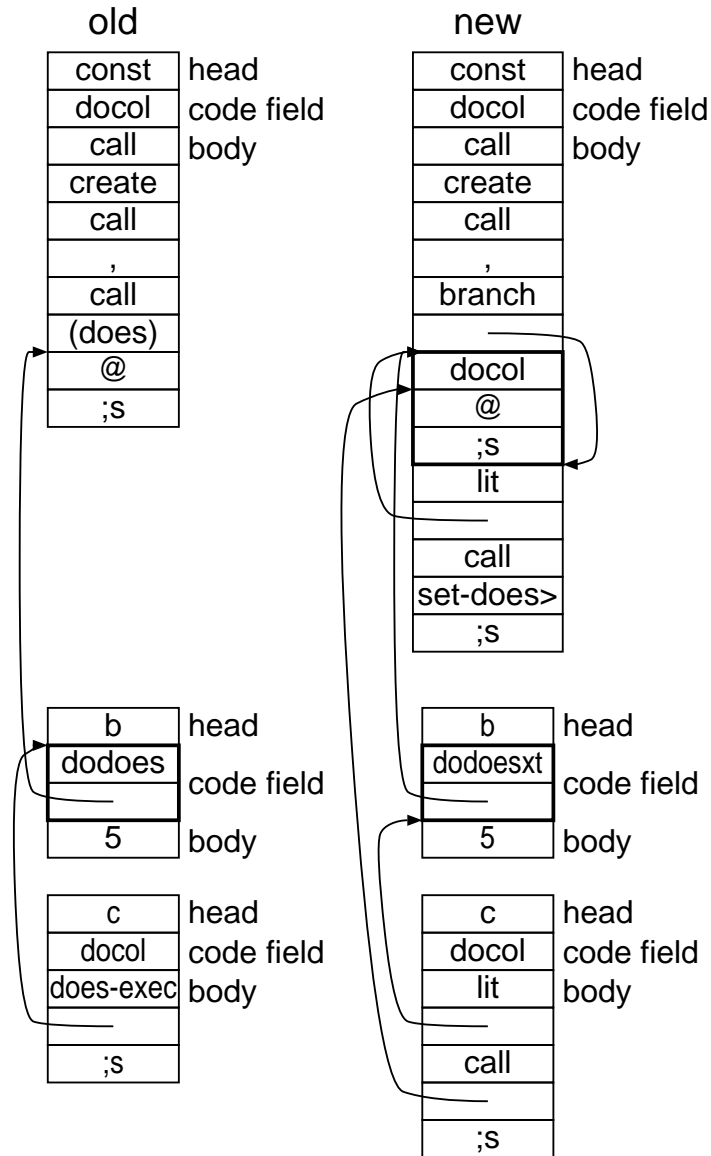 old
const head
docol code field
call body
create
call
,
call
(does)
@
;s
b head
dodoes
code field
5 body
c head
docol code field
does-exec body
;s
new
const head
docol code field
call body
create
call
,
branch
docol
@
;s
lit
call
set-does>
;s
b head
dodoesxt
code field
5 body
c head
docol code field
lit body
call
;s